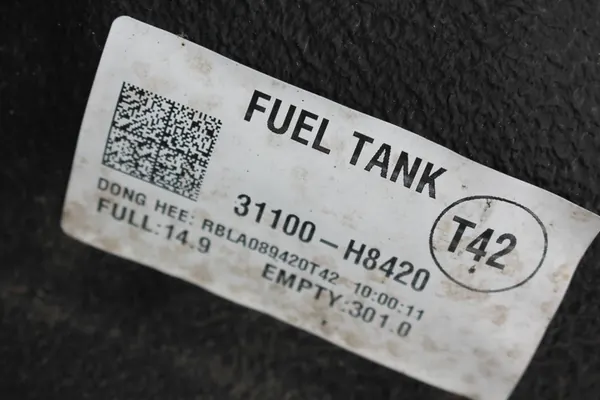 FUEL TANK
31100-H8420
T42
DONG HEE: RBLA089420T42 10:00:11
FULL:14.9 EMPTY:301.0